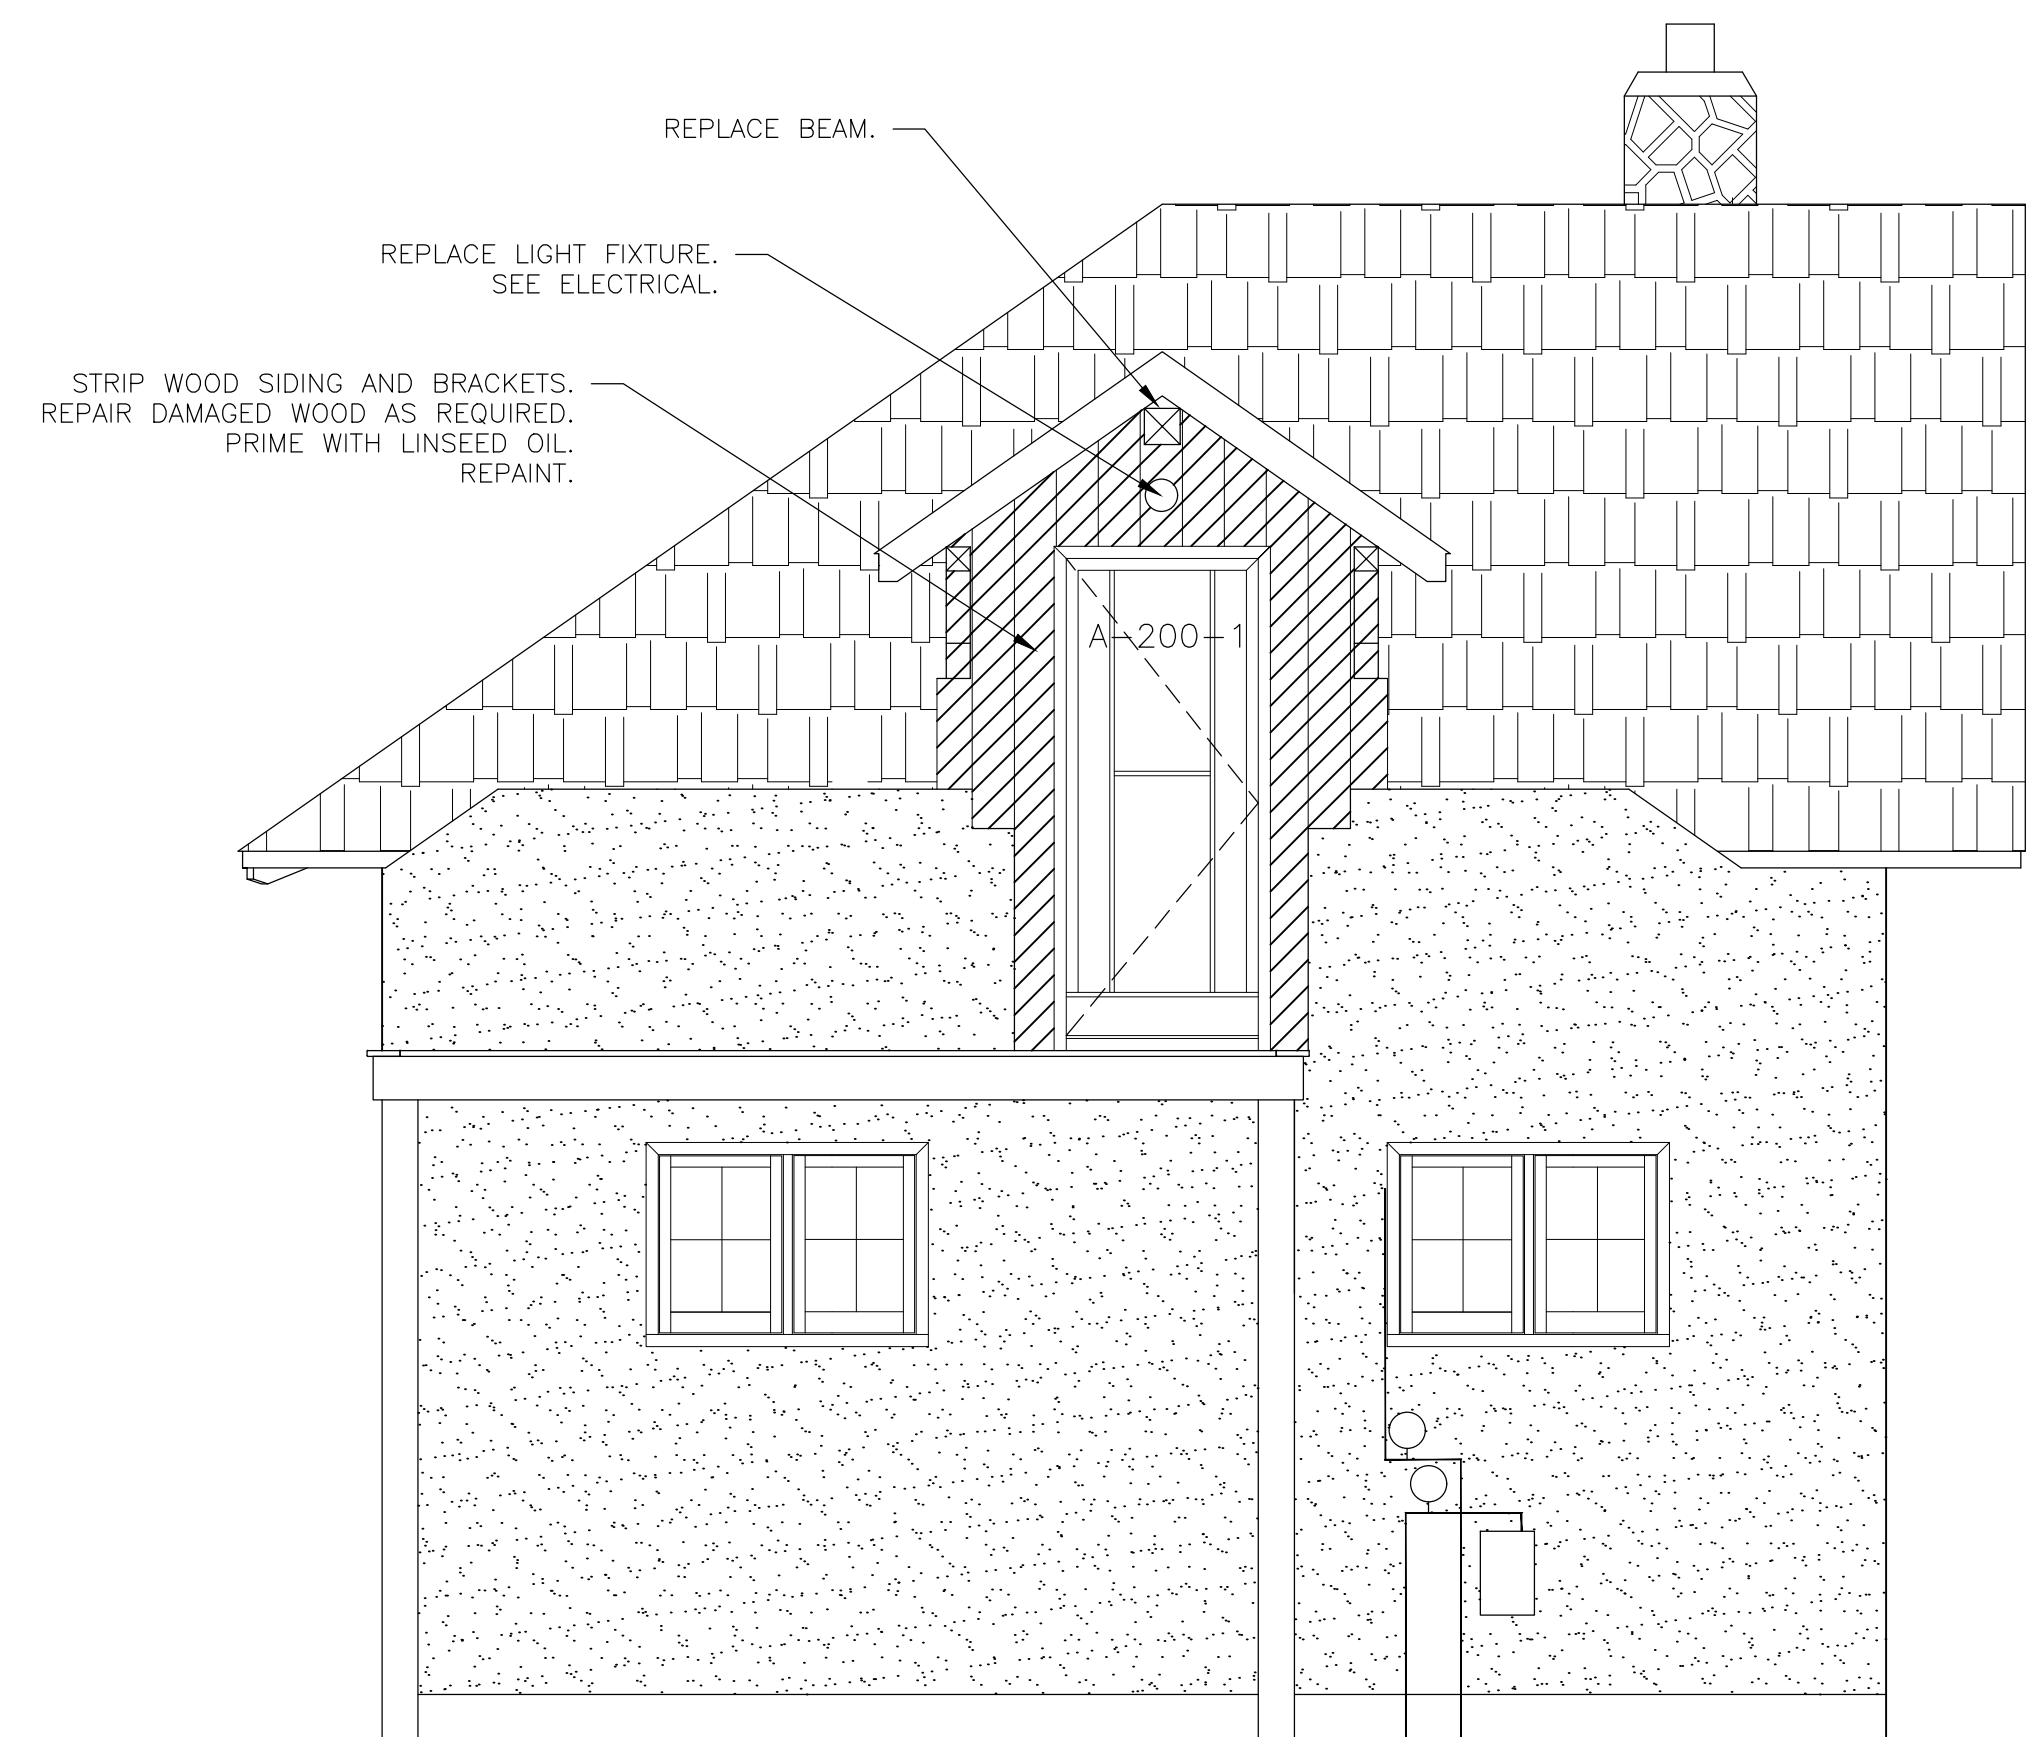 REPLACE BEAM.
REPLACE LIGHT FIXTURE.
SEE ELECTRICAL.
STRIP WOOD SIDING AND BRACKETS.
REPAIR DAMAGED WOOD AS REQUIRED.
PRIME WITH LINSEED OIL.
REPAINT.
A-200-1